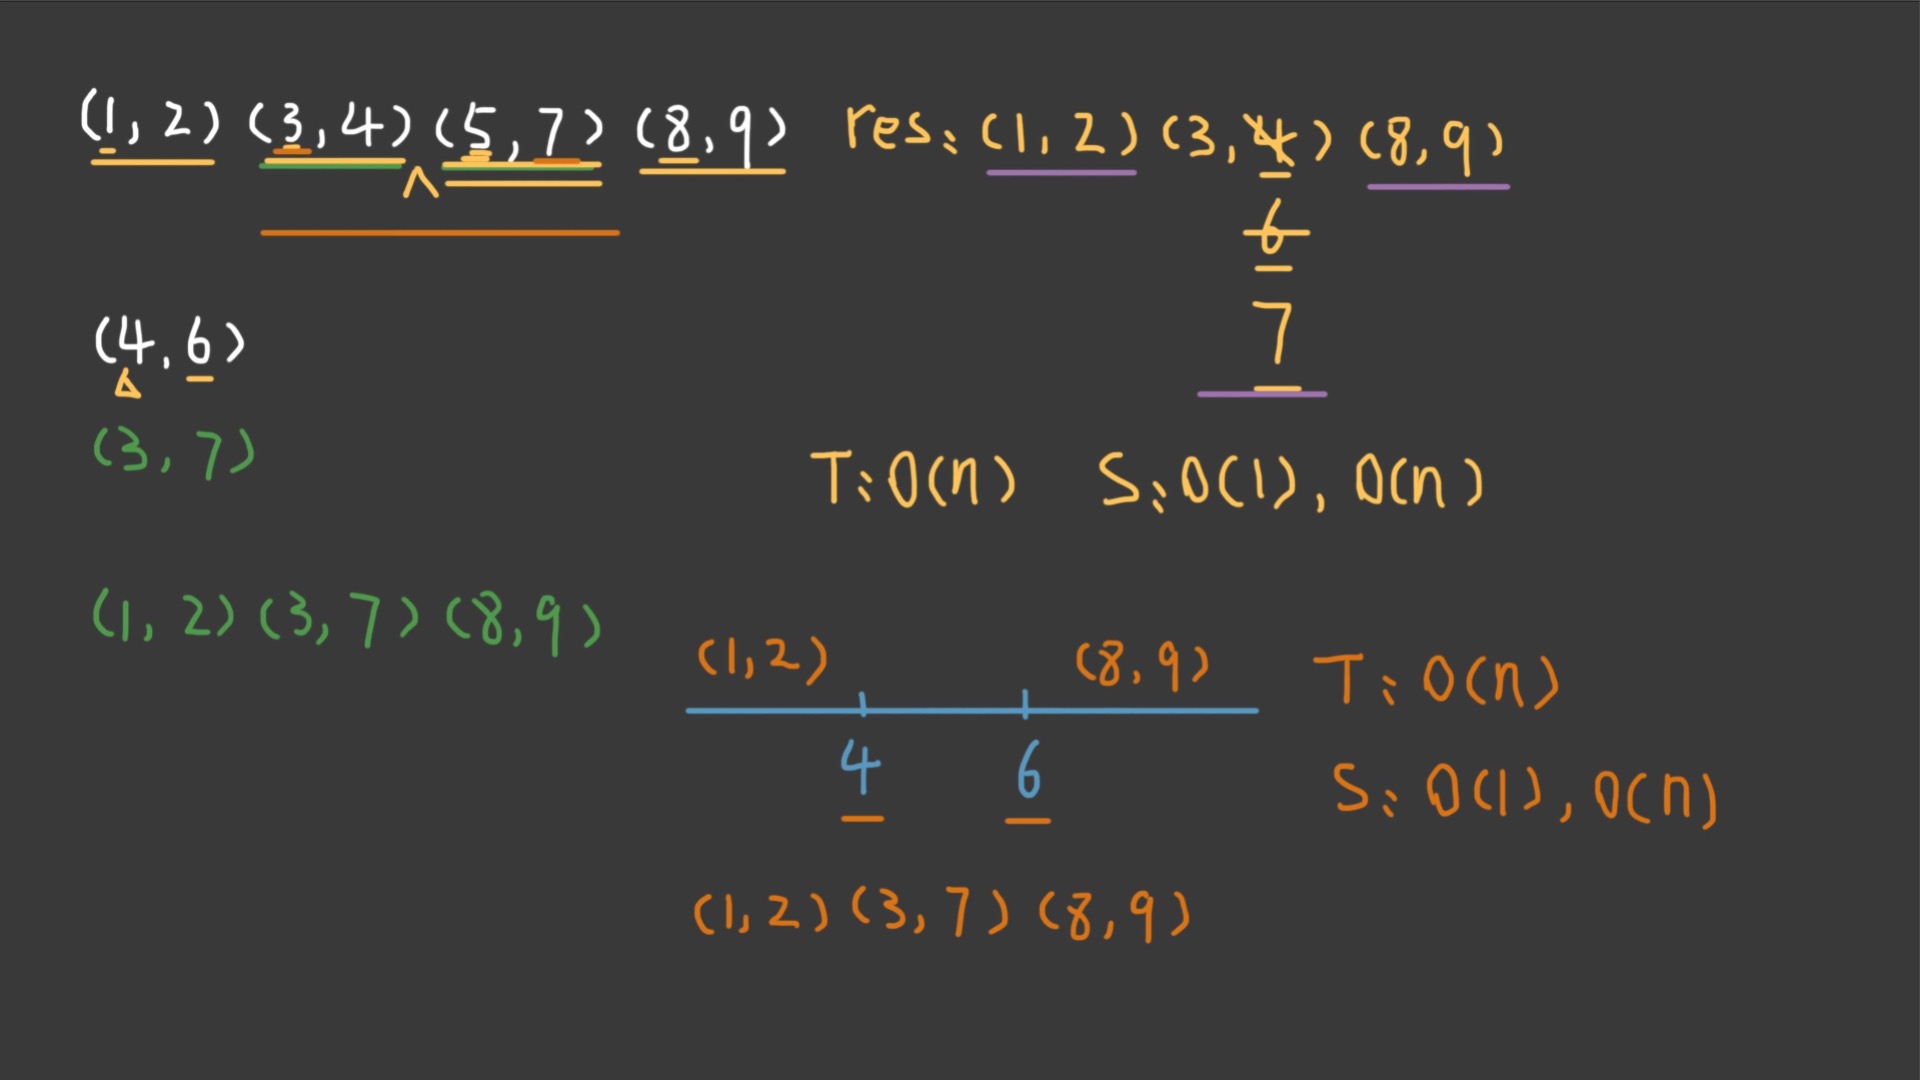 (1,2) (3,4) (5,7) (8,9) res: (1,2) (3,4) (8,9)
6
7
(4,6)
(3,7)
T: O(n) S: O(1), O(n)
(1,2) (3,7) (8,9)
(1,2) (8,9)
4 6
(1,2) (3,7) (8,9)
T: O(n)
S: O(1), O(n)